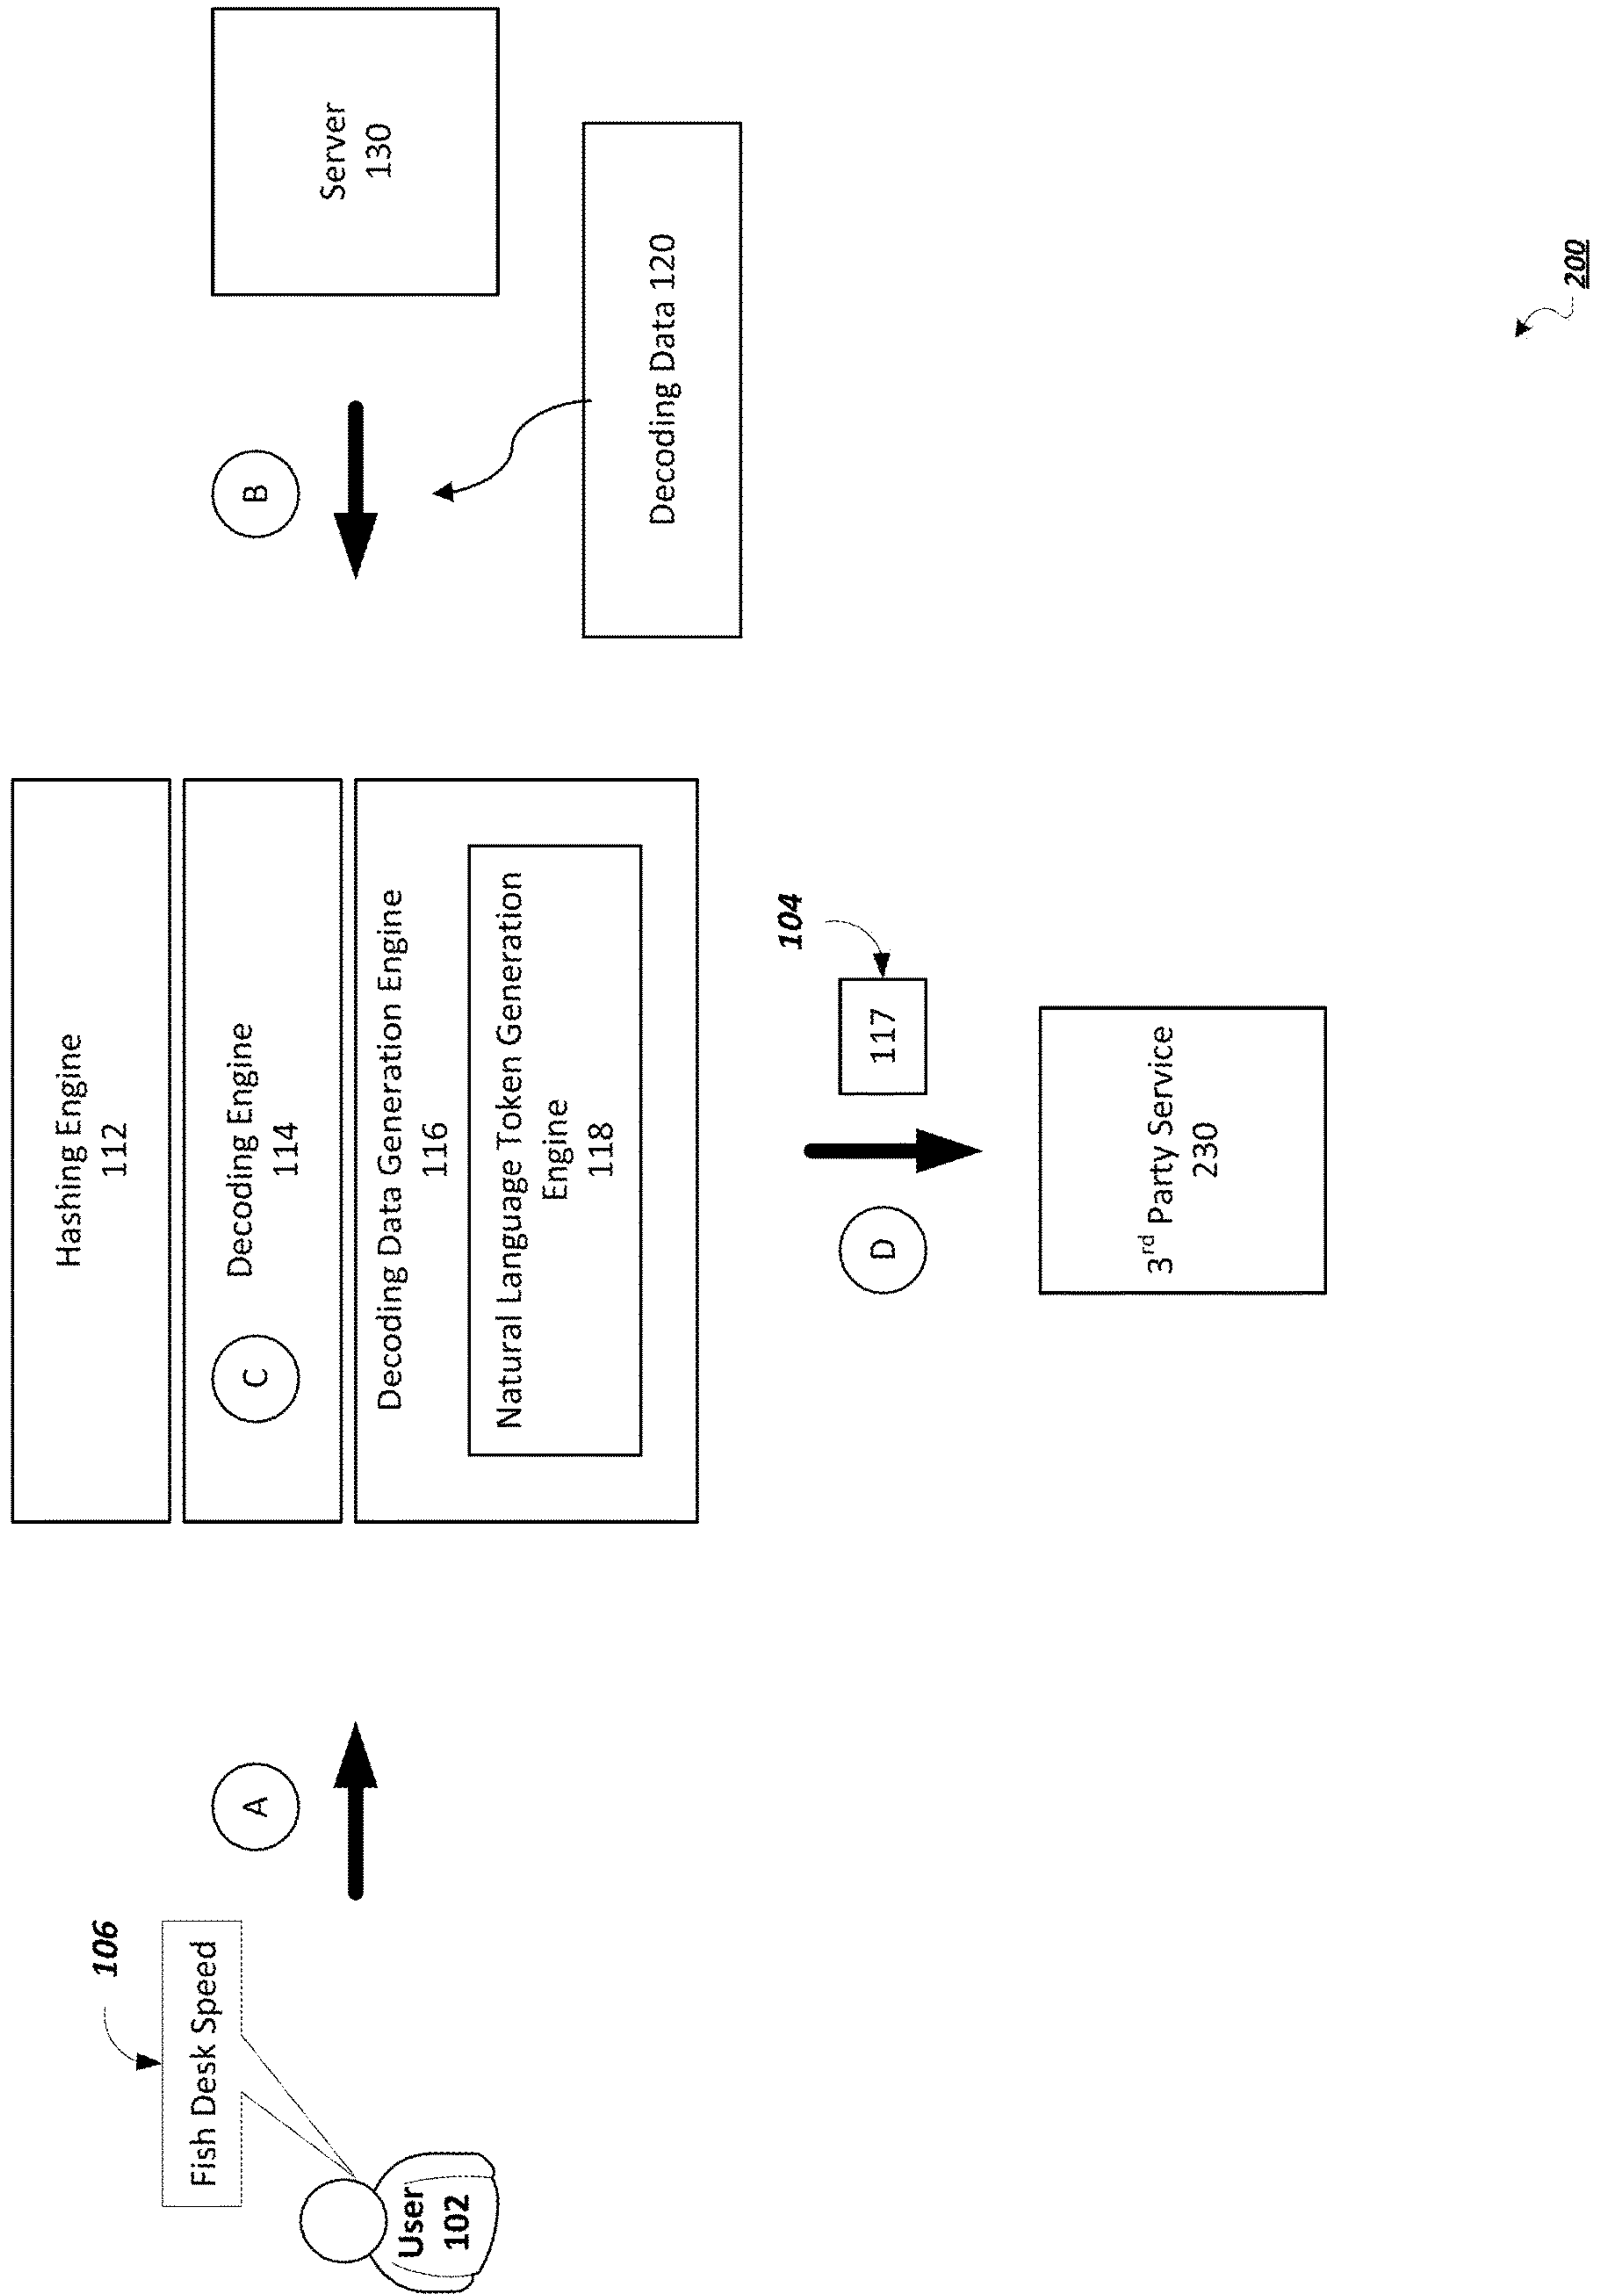 106
Fish Desk Speed
User
102
A
Hashing Engine
112
C
Decoding Engine
114
Decoding Data Generation Engine
116
Natural Language Token Generation
Engine
118
B
Server
130
Decoding Data 120
D
117
104
3rd Party Service
230
200